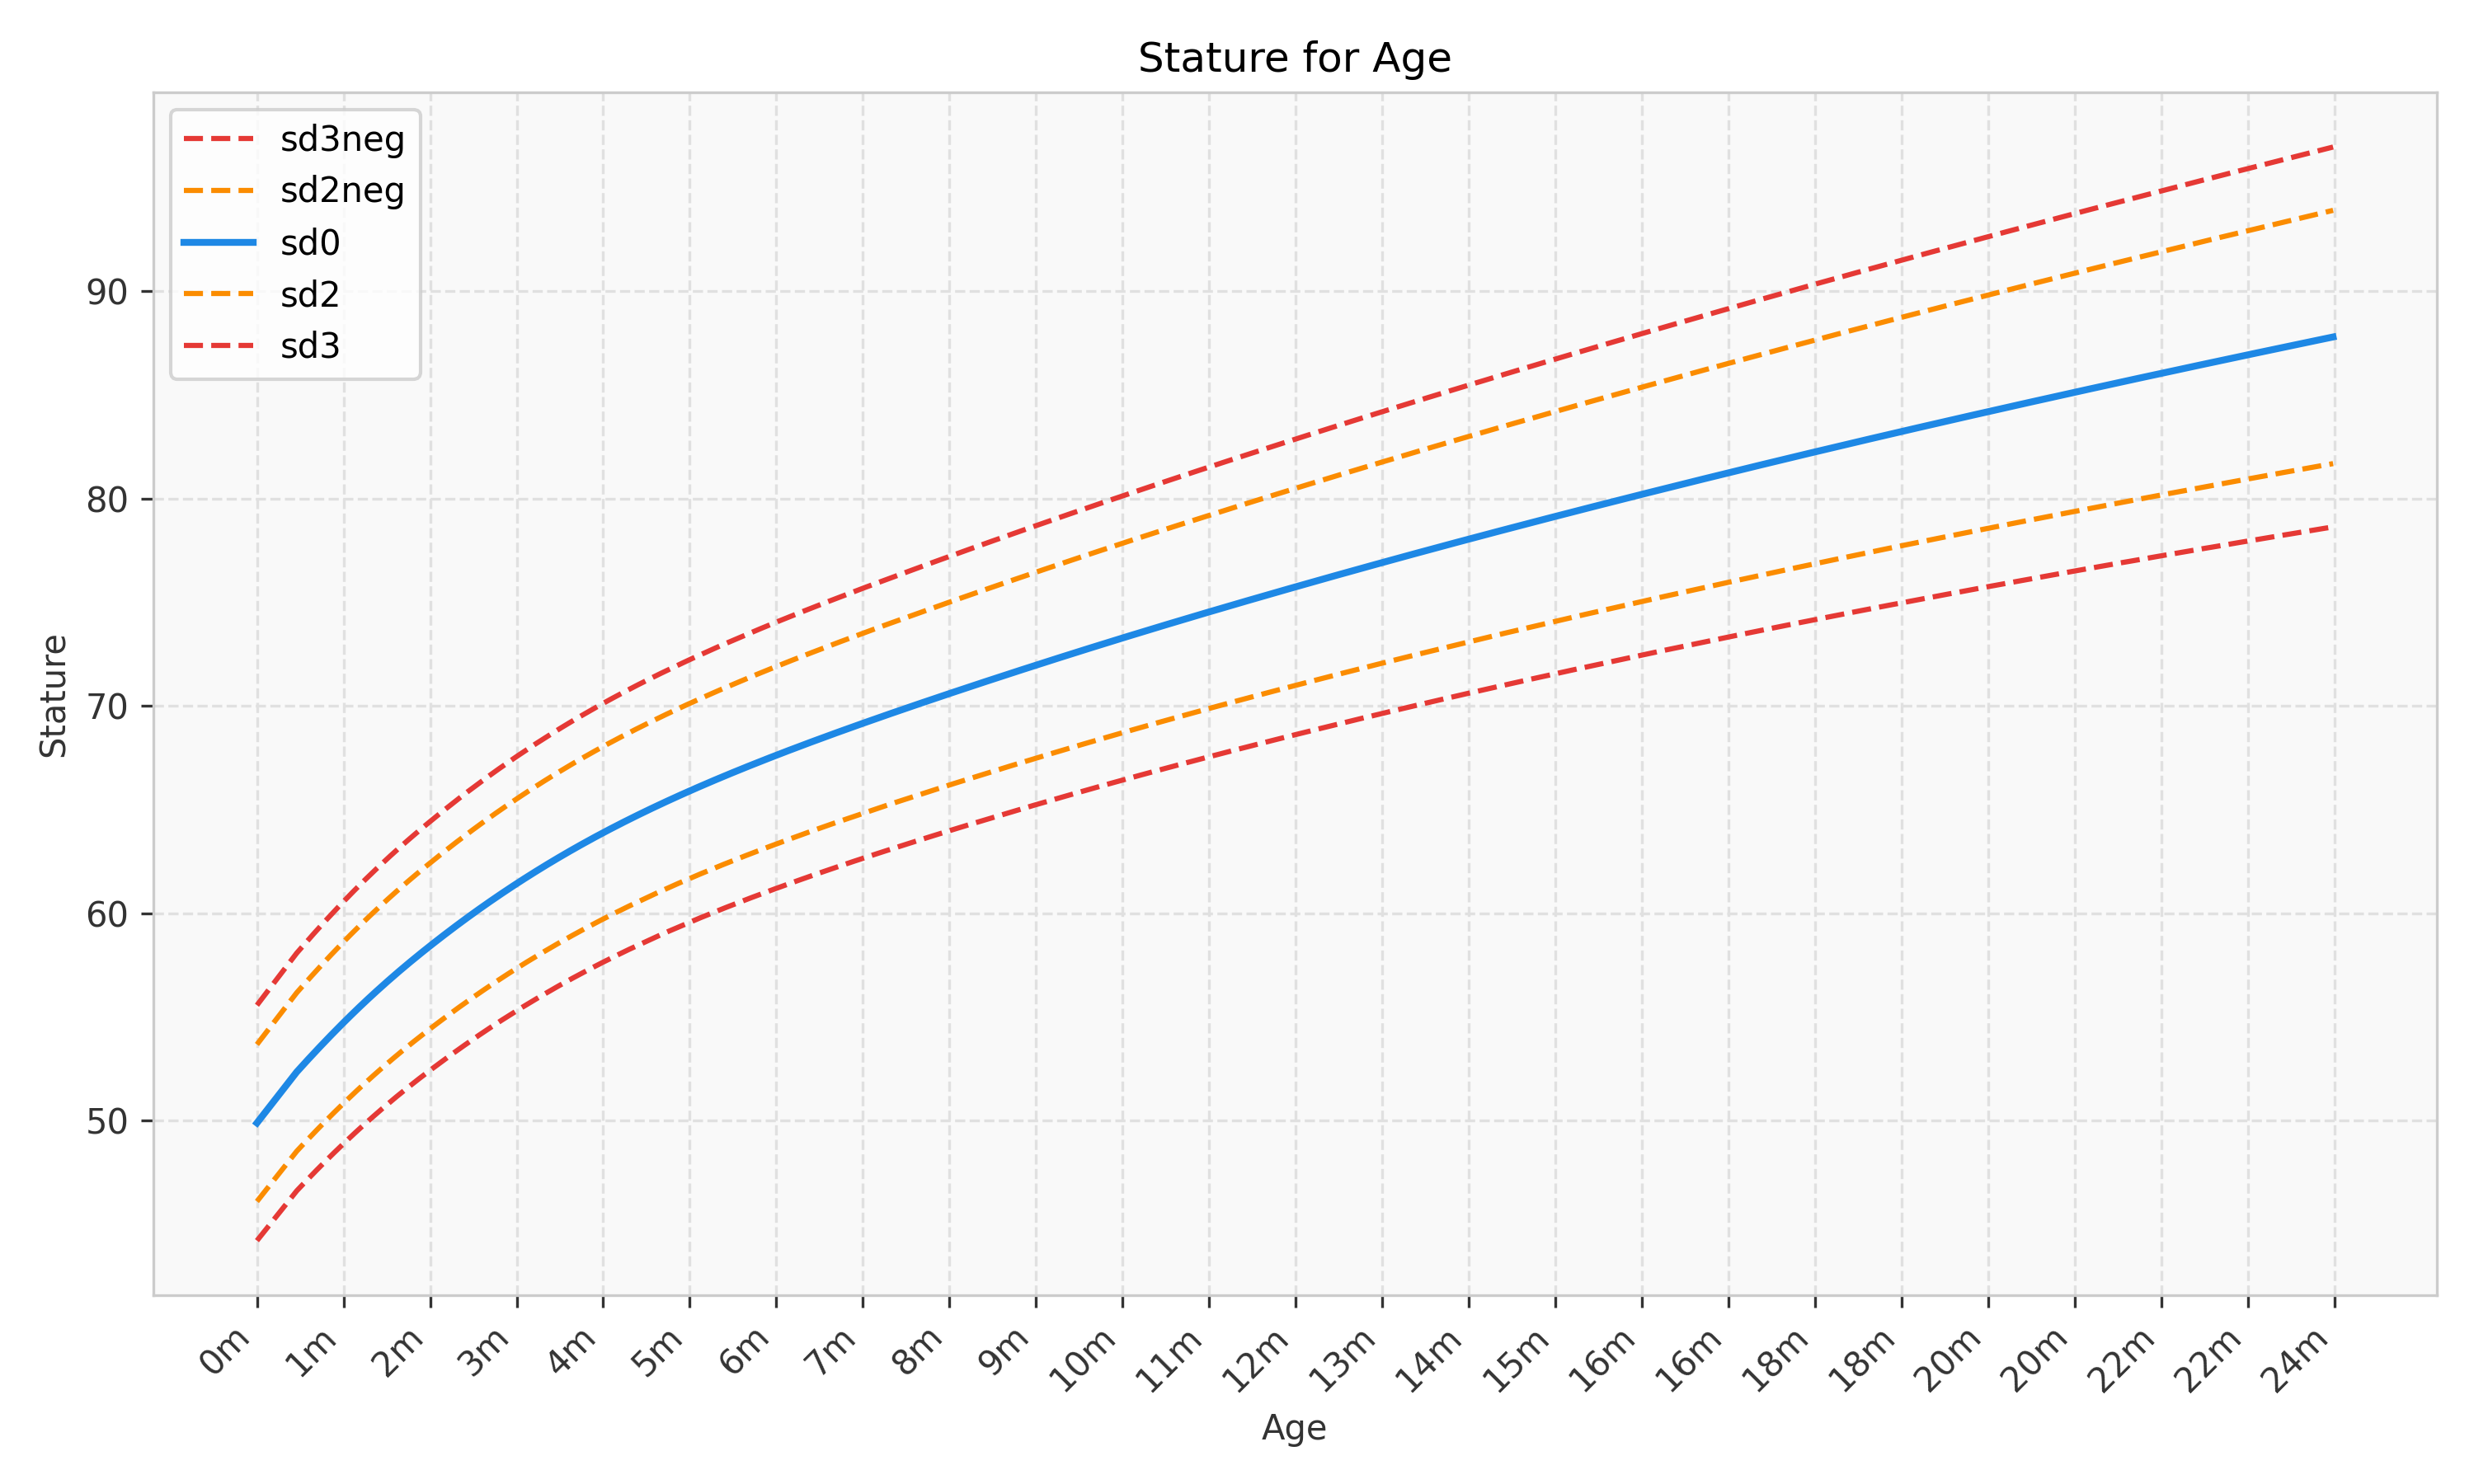 Stature for Age
sd3neg
sd2neg
sd0
sd2
sd3
90
80
70
60
50
Stature
0m 1m 2m 3m 4m 5m 6m 7m 8m 9m 10m 11m 12m 13m 14m 15m 16m 16m 18m 18m 20m 20m 22m 22m 24m
Age